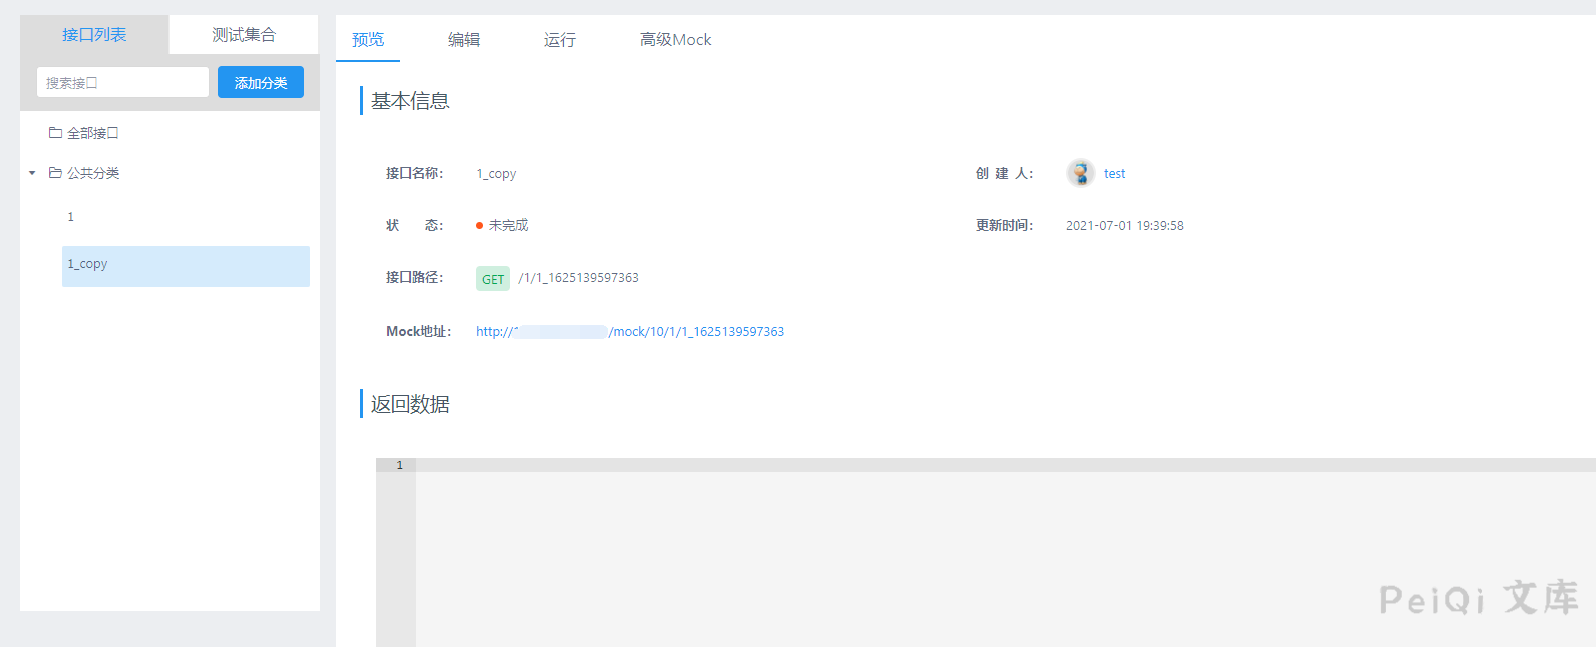 接口列表
测试集合
搜索接口
添加分类
全部接口
公共分类
1
1_copy
预览
编辑
运行
高级Mock
基本信息
接口名称：
1_copy
创 建 人：
test
状 态：
未完成
更新时间：
2021-07-01 19:39:58
接口路径：
GET /1/1_1625139597363
Mock地址：
http:// /mock/10/1/1_1625139597363
返回数据
1
PeiQi 文库